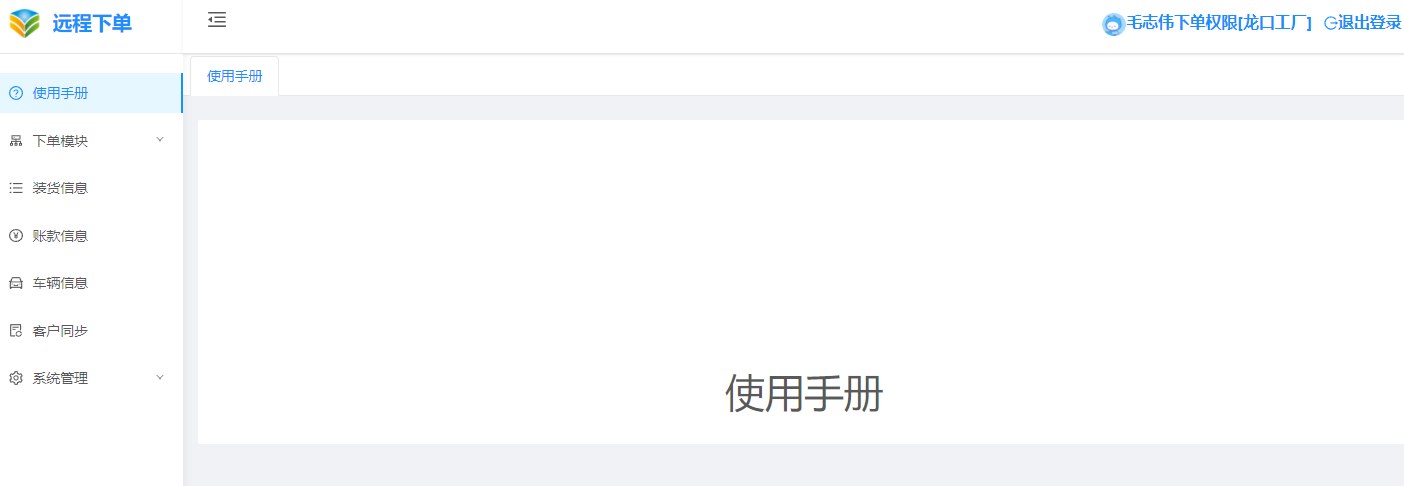 远程下单
毛志伟下单权限[龙口工厂] 退出登录
使用手册
使用手册
下单模块
装货信息
账款信息
车辆信息
客户同步
系统管理
使用手册